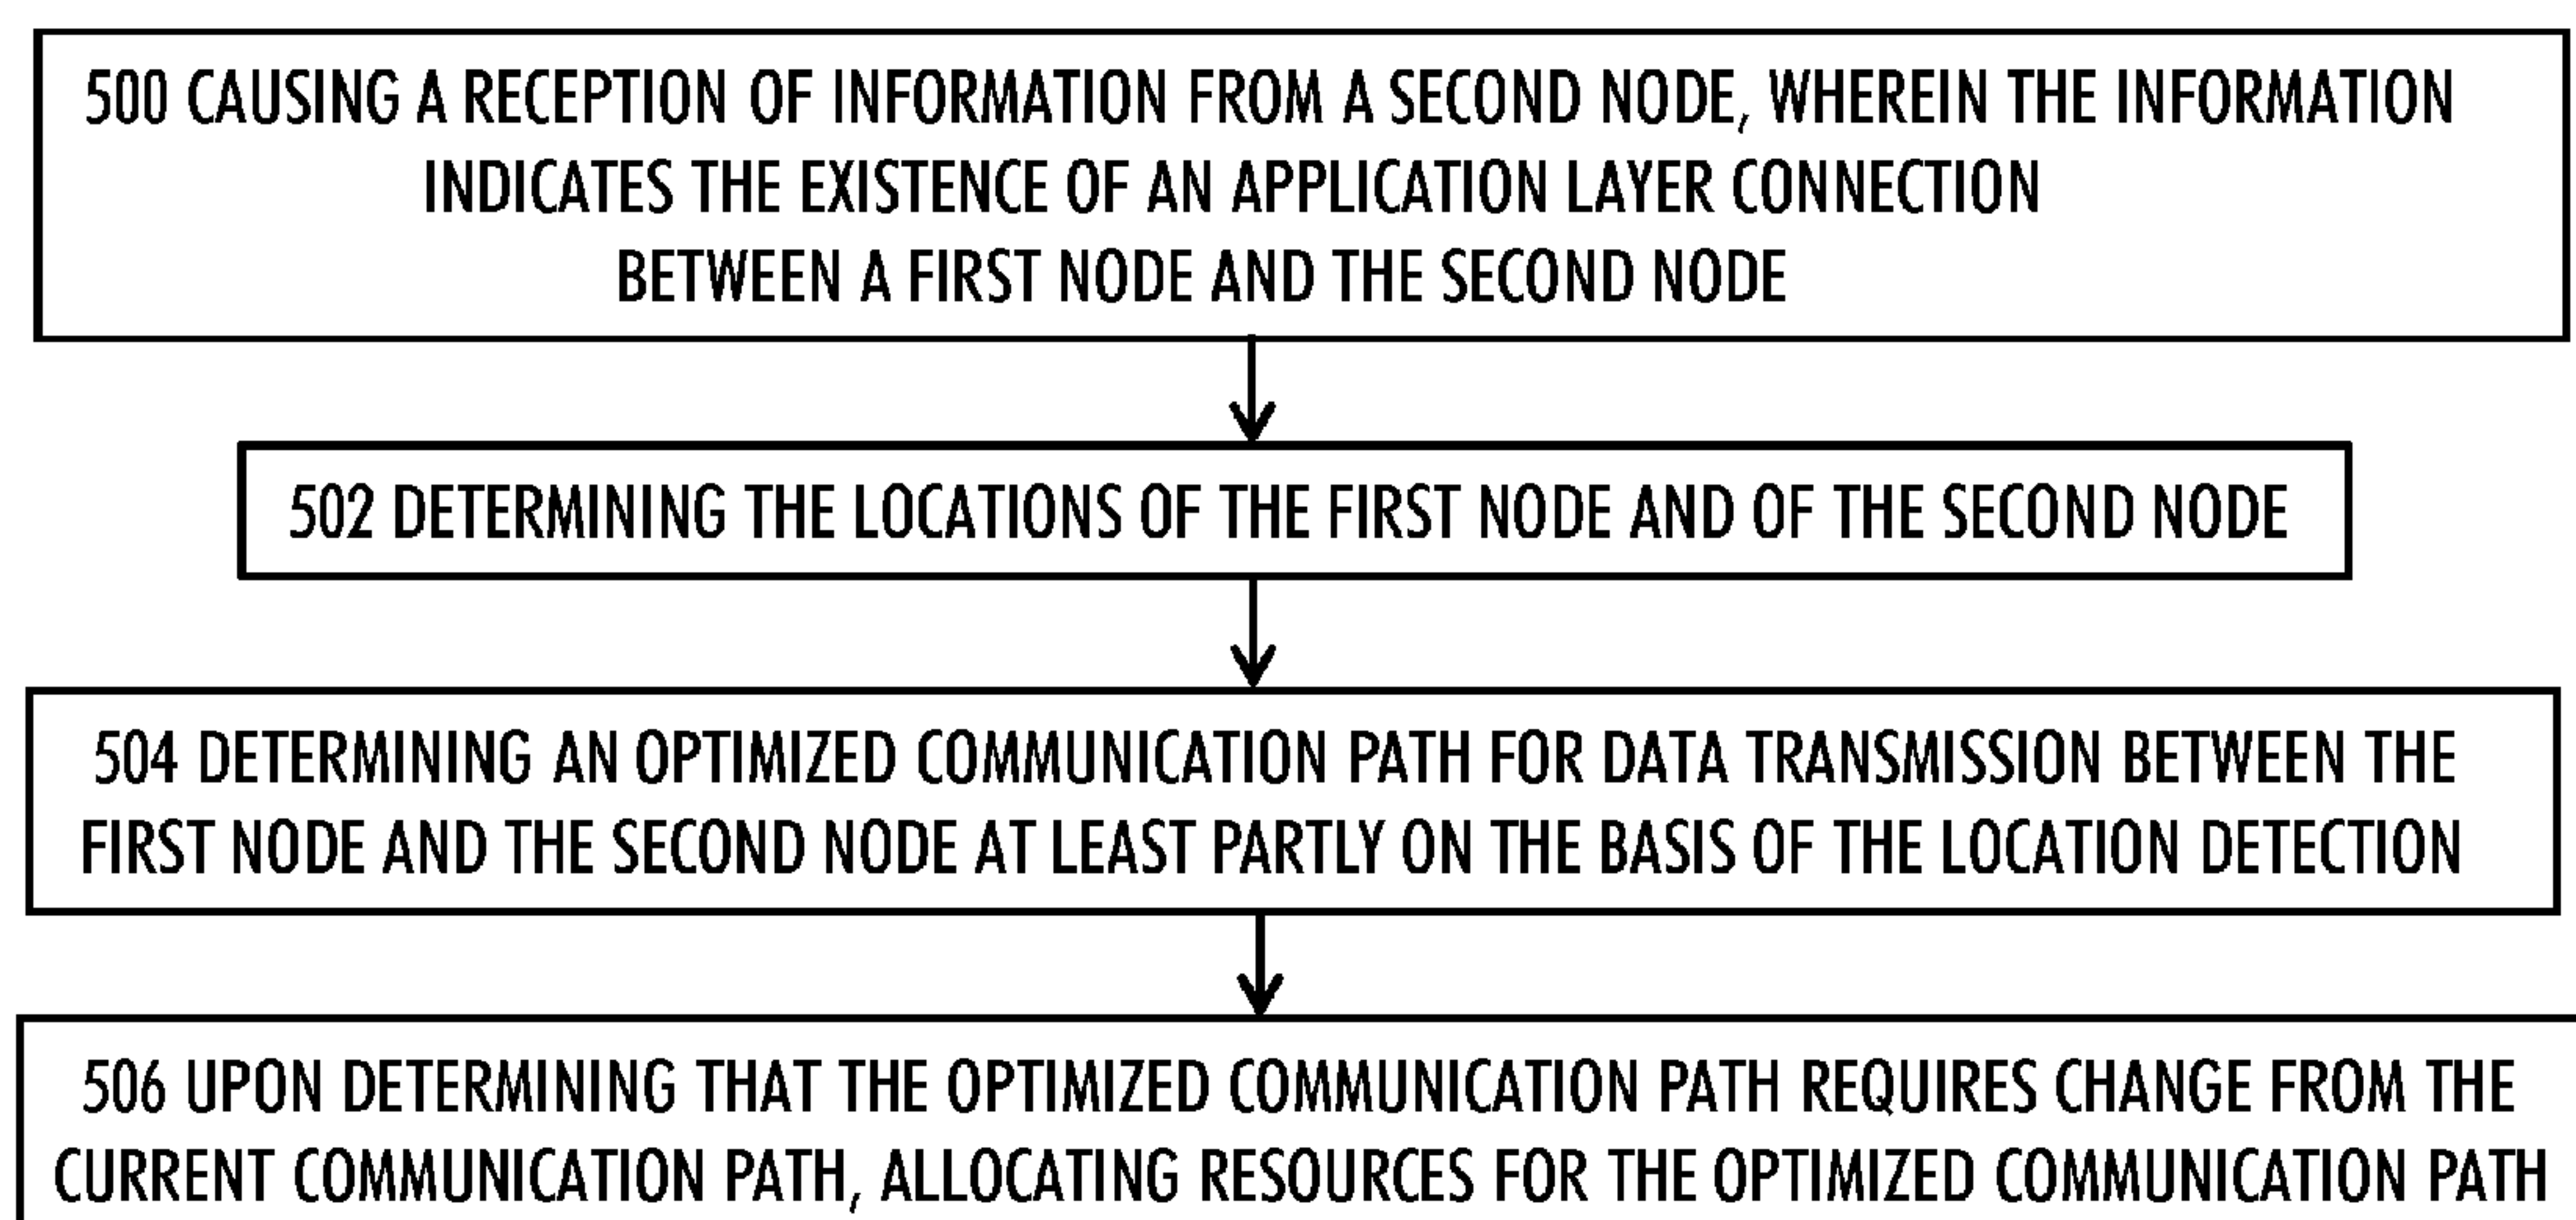 500 CAUSING A RECEPTION OF INFORMATION FROM A SECOND NODE, WHEREIN THE INFORMATION
INDICATES THE EXISTENCE OF AN APPLICATION LAYER CONNECTION
BETWEEN A FIRST NODE AND THE SECOND NODE
502 DETERMINING THE LOCATIONS OF THE FIRST NODE AND OF THE SECOND NODE
504 DETERMINING AN OPTIMIZED COMMUNICATION PATH FOR DATA TRANSMISSION BETWEEN THE
FIRST NODE AND THE SECOND NODE AT LEAST PARTLY ON THE BASIS OF THE LOCATION DETECTION
506 UPON DETERMINING THAT THE OPTIMIZED COMMUNICATION PATH REQUIRES CHANGE FROM THE
CURRENT COMMUNICATION PATH, ALLOCATING RESOURCES FOR THE OPTIMIZED COMMUNICATION PATH